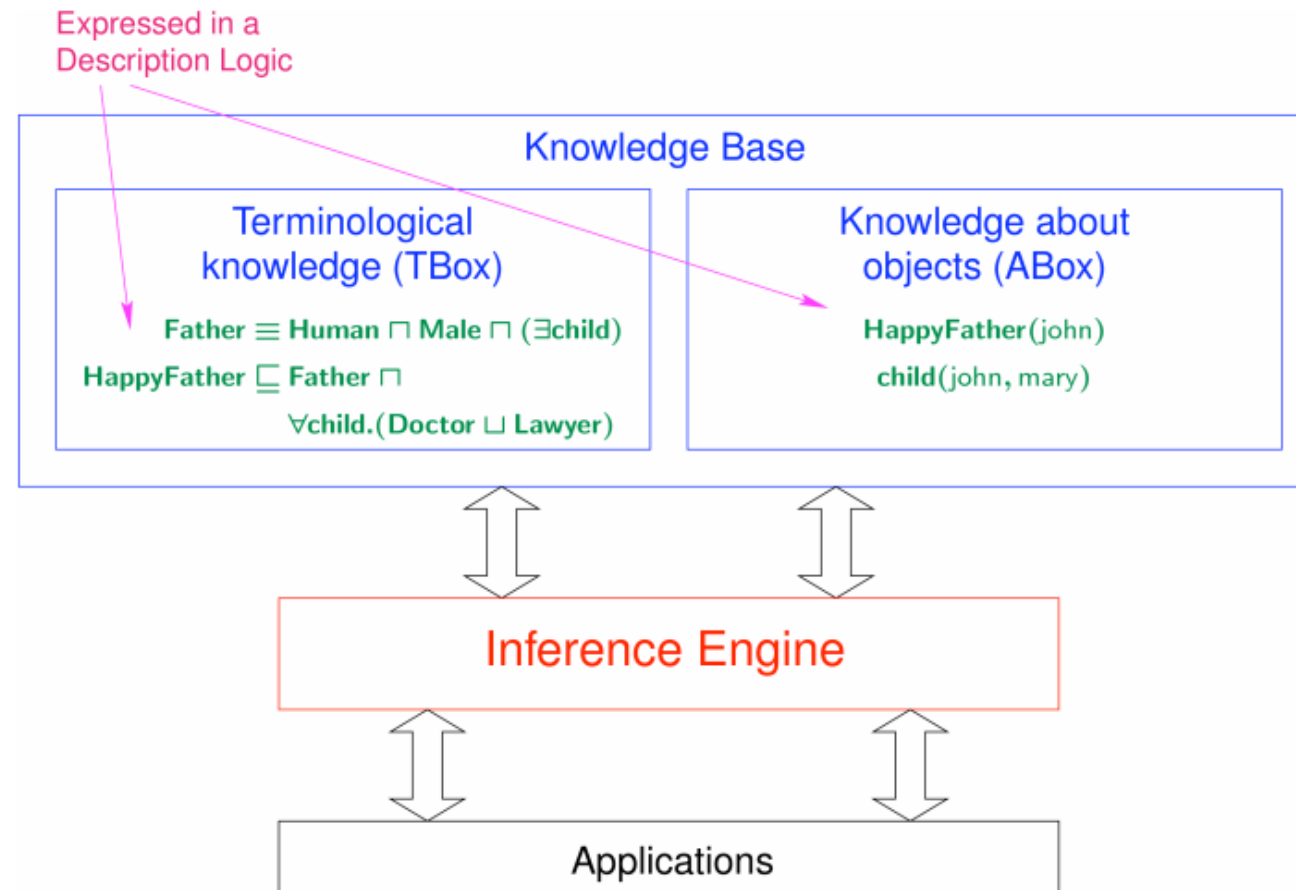 Expressed in a
Description Logic
Knowledge Base
Terminological
knowledge (TBox)
Father ≡ Human ⊓ Male ⊓ (∃child)
HappyFather ⊑ Father ⊓
∀child.(Doctor ⊔ Lawyer)
Knowledge about
objects (ABox)
HappyFather(john)
child(john, mary)
Inference Engine
Applications